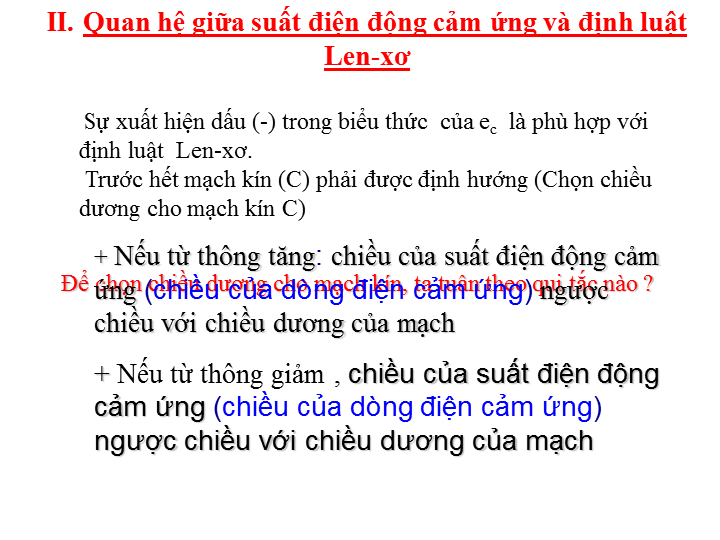 II. Quan hệ giữa suất điện động cảm ứng và định luật
Len-xơ
Sự xuất hiện dấu (-) trong biểu thức của ec là phù hợp với
định luật Len-xơ.
Trước hết mạch kín (C) phải được định hướng (Chọn chiều
dương cho mạch kín C)
+ Nếu từ thông tăng: chiều của suất điện động cảm
Để chọn chiều dương cho mạch kín, ta tuân theo qui tắc nào ?
ứng (chiều của dòng điện cảm ứng) ngược
chiều với chiều dương của mạch
+ Nếu từ thông giảm , chiều của suất điện động
cảm ứng (chiều của dòng điện cảm ứng)
ngược chiều với chiều dương của mạch